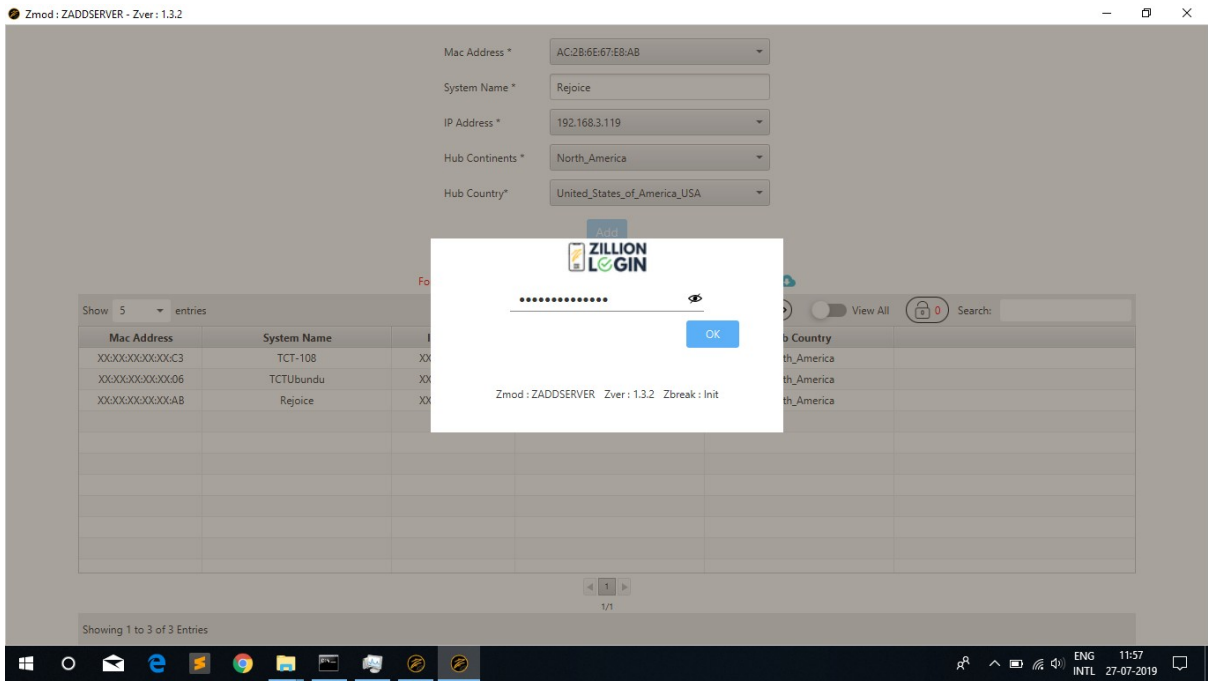 Zmod : ZADDSERVER - Zver : 1.3.2
Mac Address * AC:2B:6E:67:E8:AB
System Name * Rejoice
IP Address * 192.168.3.119
Hub Continents * North_America
Hub Country* United_States_of_America_USA
Add
ZILLION
LOGIN
Fo
••••••••••••••
OK
Zmod : ZADDSERVER Zver : 1.3.2 Zbreak : Init
Show 5 entries View All 0 Search:
Mac Address System Name I b Country
XX:XX:XX:XX:XX:C3 TCT-108 XX th_America
XX:XX:XX:XX:XX:06 TCTUbundu XX th_America
XX:XX:XX:XX:XX:AB Rejoice XX th_America
1
1/1
Showing 1 to 3 of 3 Entries
ENG 11:57
INTL 27-07-2019